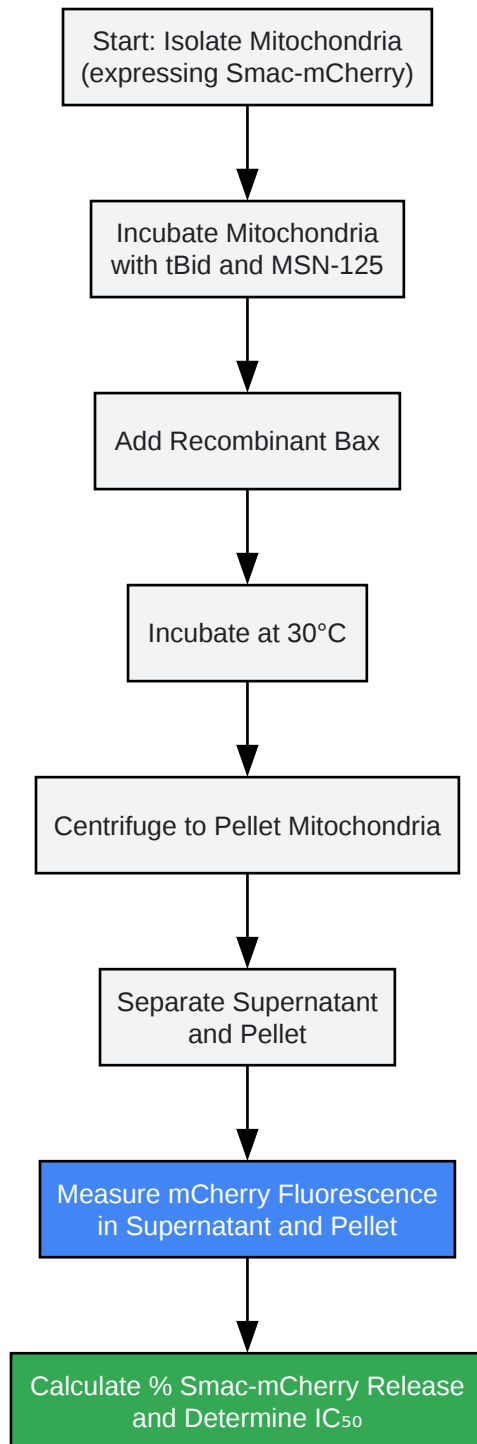 Start: Isolate Mitochondria
(expressing Smac-mCherry)
Incubate Mitochondria
with tBid and MSN-125
Add Recombinant Bax
Incubate at 30°C
Centrifuge to Pellet Mitochondria
Separate Supernatant
and Pellet
Measure mCherry Fluorescence
in Supernatant and Pellet
Calculate % Smac-mCherry Release
and Determine IC₅₀